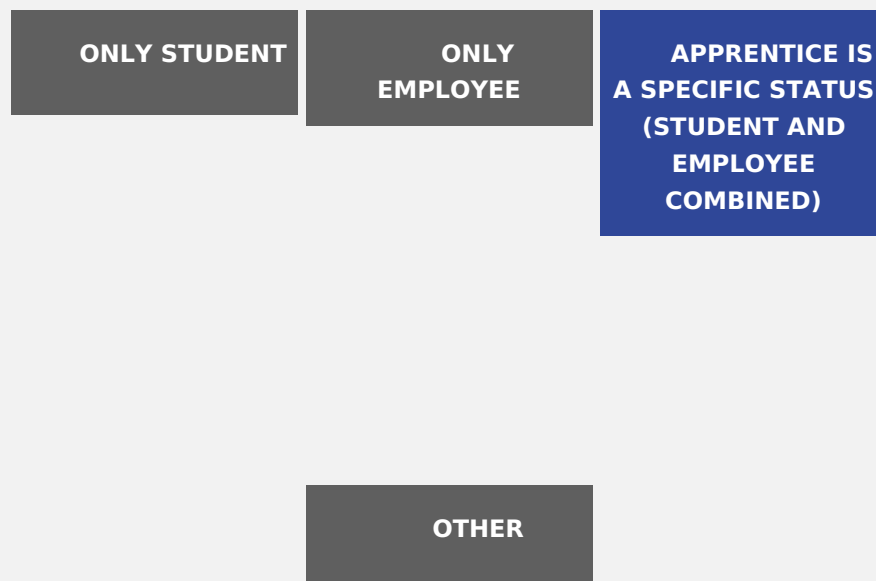 ONLY STUDENT
ONLY
EMPLOYEE
APPRENTICE IS
A SPECIFIC STATUS
(STUDENT AND
EMPLOYEE
COMBINED)
OTHER